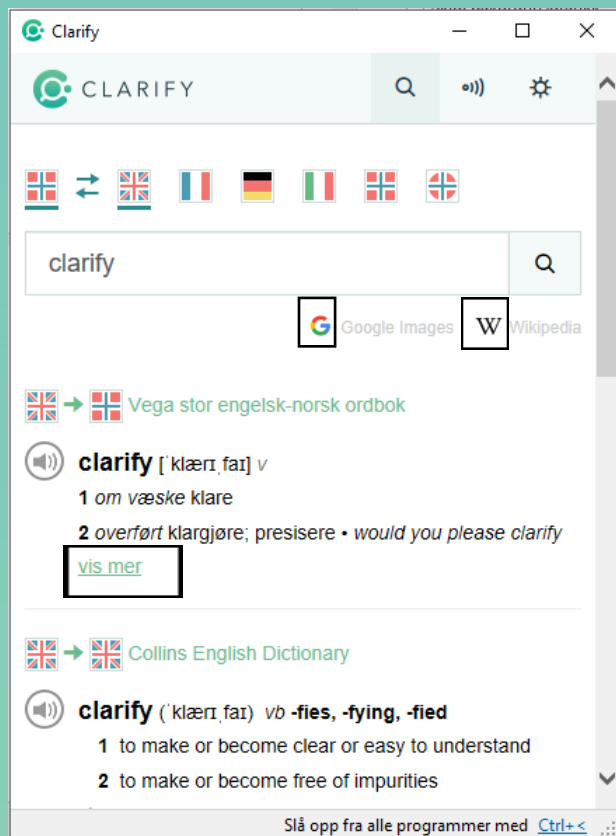 Clarify
CLARIFY
clarify
Google Images W Wikipedia
Vega stor engelsk-norsk ordbok
clarify [ˈklærɪˌfaɪ] v
1 om væske klare
2 overført klargjøre; presisere • would you please clarify
vis mer
Collins English Dictionary
clarify (ˈklærɪˌfaɪ) vb -fies, -fying, -fied
1 to make or become clear or easy to understand
2 to make or become free of impurities
Slå opp fra alle programmer med Ctrl+<